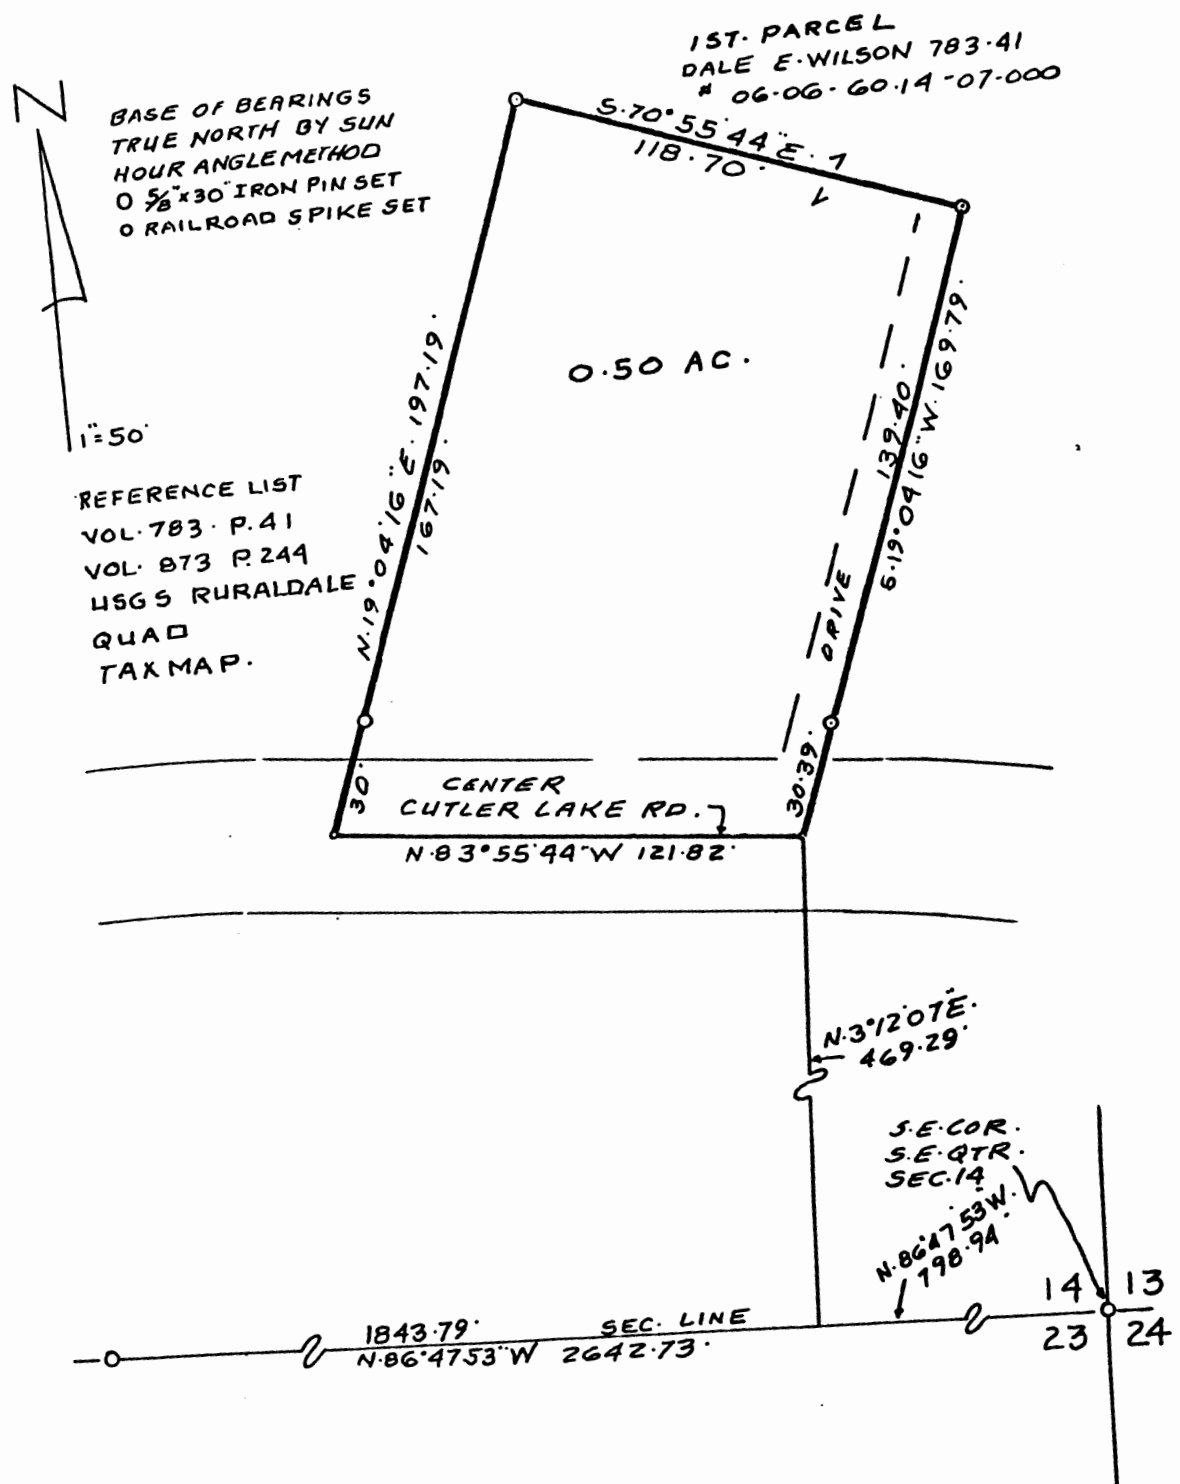 1ST. PARCEL
DALE E. WILSON 783.41
# 06-06-60.14-07-000
N
BASE OF BEARINGS
TRUE NORTH BY SUN
HOUR ANGLE METHOD
O 5/8"x30" IRON PIN SET
O RAILROAD SPIKE SET
1"=50'
S.70°55'44"E.
118.70'
0.50 AC.
N.19°04'16"E. 197.19'
167.19'
139.40'
S.19°04'16"W. 169.79'
DRIVE
REFERENCE LIST
VOL. 783. P. 41
VOL. 873 P. 244
USGS RURALDALE
QUAD
TAX MAP.
30'
30.39'
CENTER
CUTLER LAKE RD.
N.83°55'44"W 121.82'
N.3°12'07"E.
469.29'
S.E. COR.
S.E. QTR.
SEC. 14
N.86°47'53"W.
798.94'
14 13
23 24
1843.79' SEC. LINE
N.86°47'53"W 2642.73'